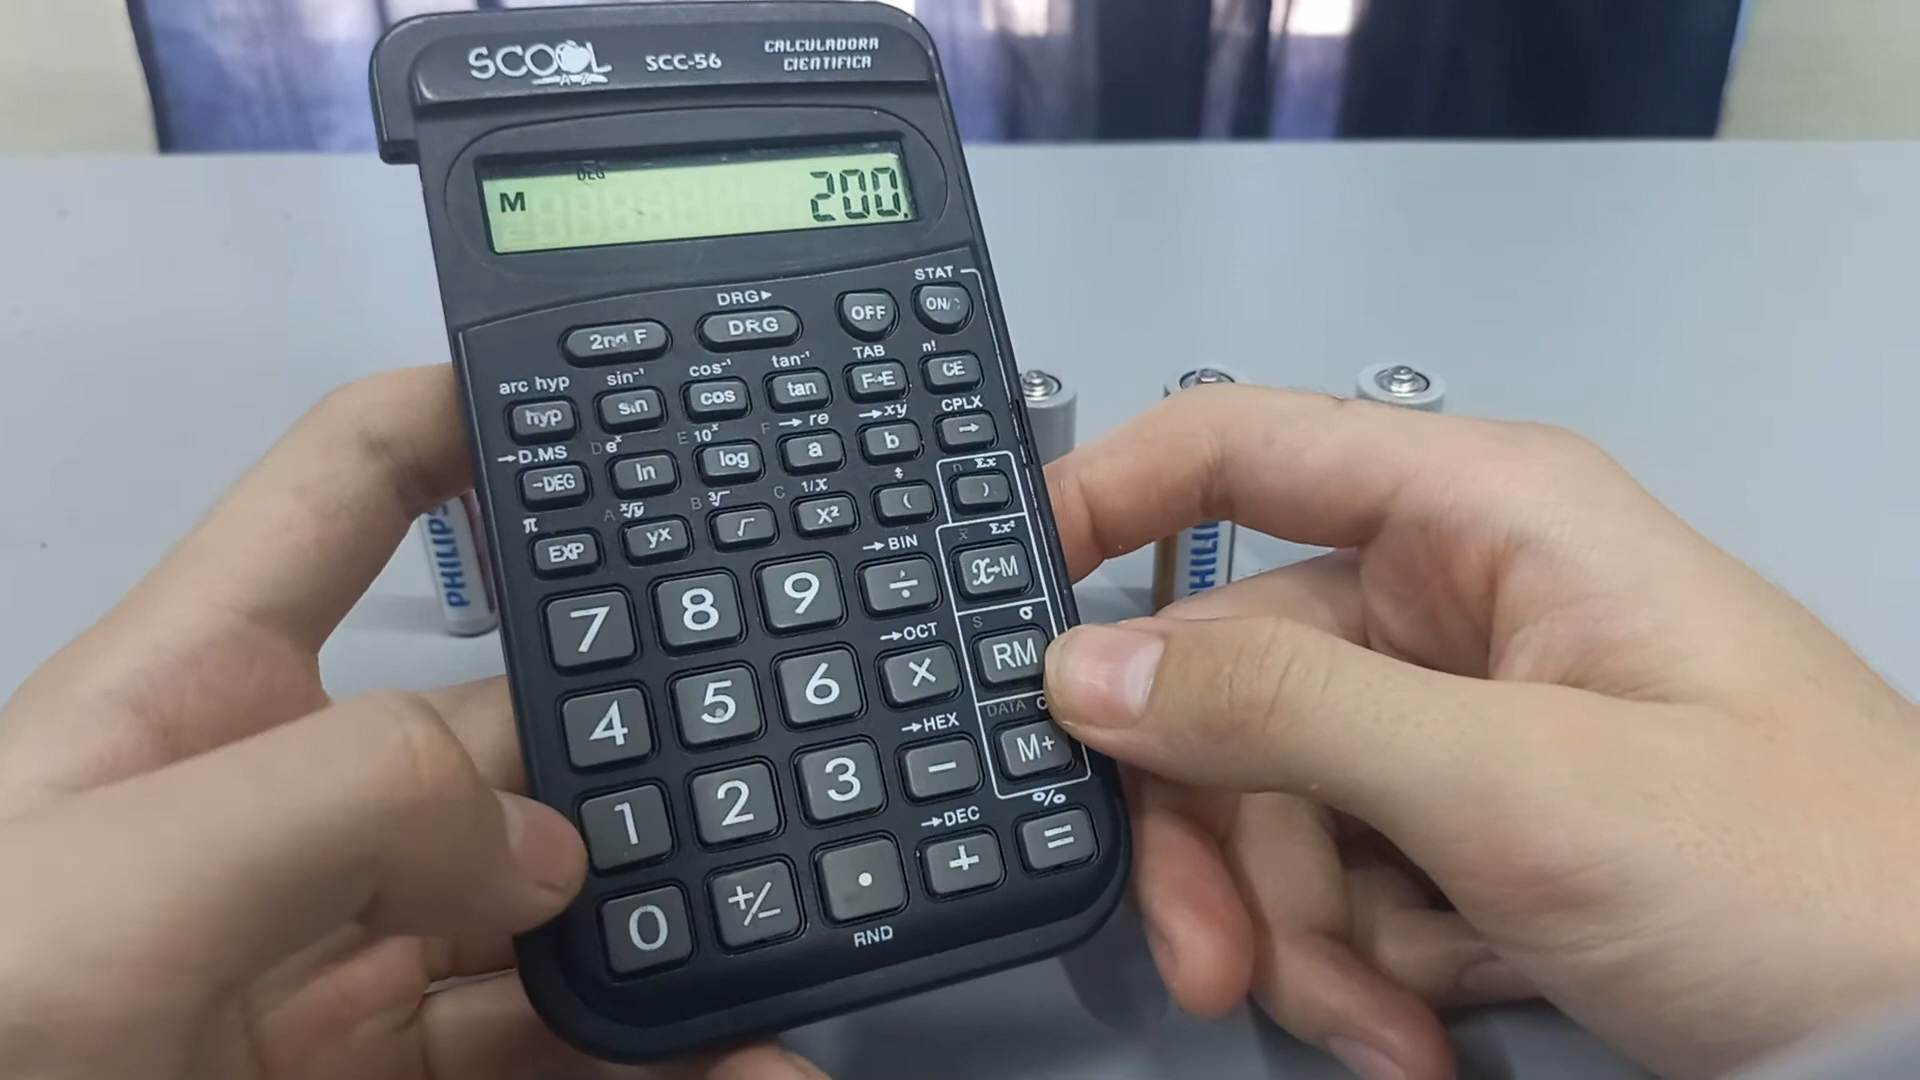 SCOOL SCC-56 CALCULADORA
CIENTIFICA
DEG
M 200.
STAT
DRG▶ OFF ON/
2nd F DRG
arc hyp sin⁻¹ cos⁻¹ tan⁻¹ TAB n!
hyp sin cos tan F↔E CE
→D.MS D eˣ E 10ˣ F →re →xy CPLX
→DEG ln log a b →
π A ˣ√y B ³√ C 1/x ↕ n Σx
EXP yˣ √ X² ( )
→BIN x Σx²
7 8 9 ÷ X→M
→OCT S σ
4 5 6 × RM
→HEX DATA
1 2 3 − M+
→DEC %
0 +/− • + =
RND
PHILIPS